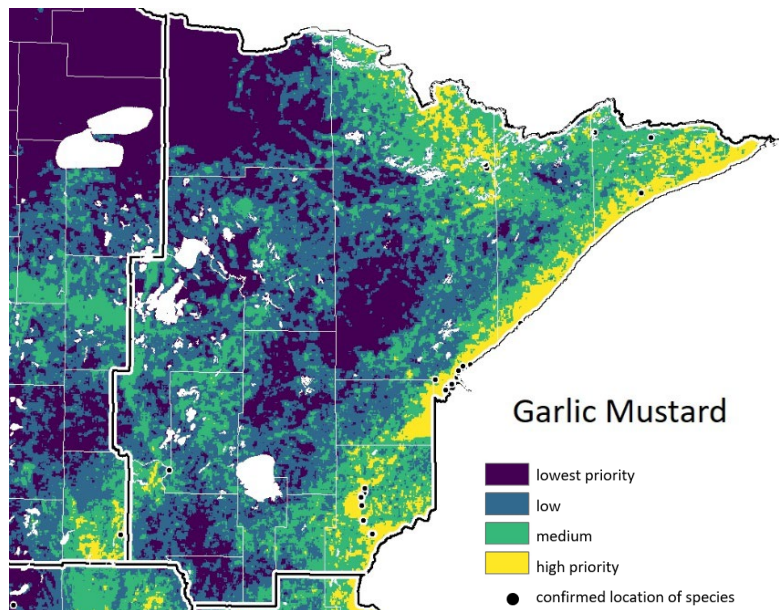 Garlic Mustard
lowest priority
low
medium
high priority
confirmed location of species